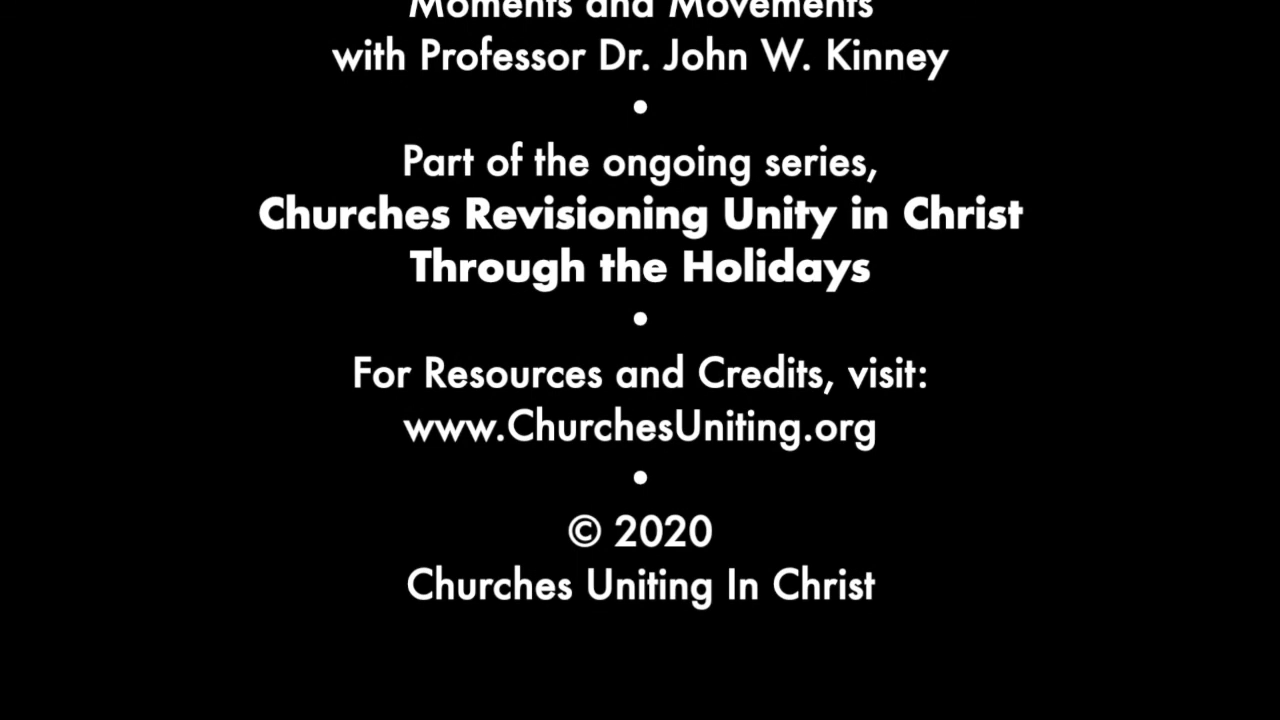 Moments and Movements
with Professor Dr. John W. Kinney
•
Part of the ongoing series,
Churches Revisioning Unity in Christ
Through the Holidays
•
For Resources and Credits, visit:
www.ChurchesUniting.org
•
© 2020
Churches Uniting In Christ